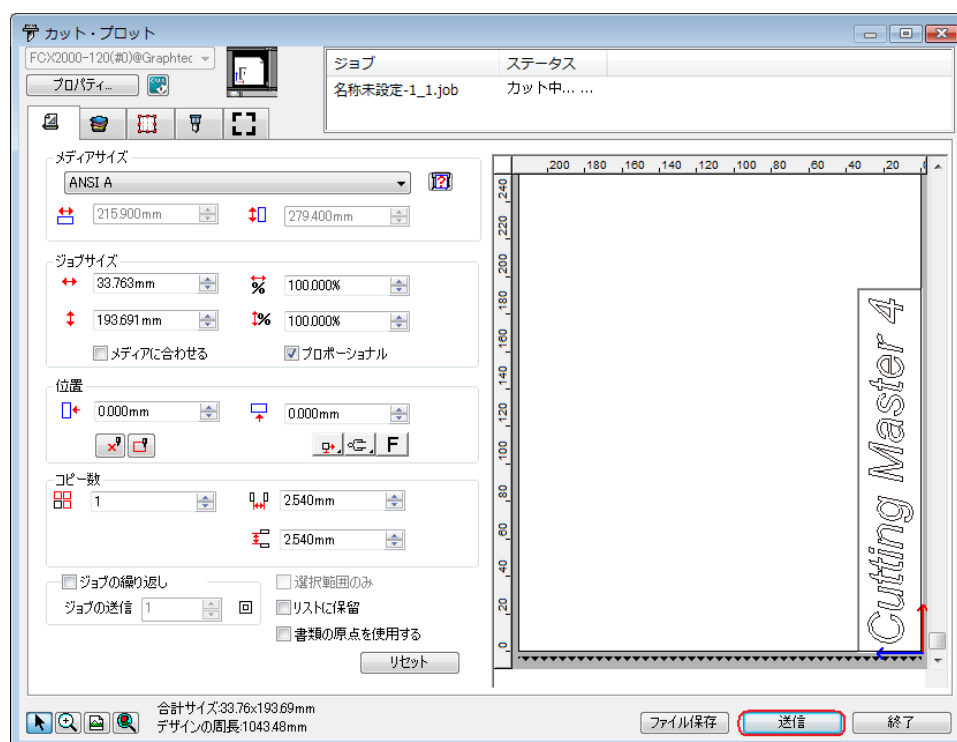 カット・プロット
FCX2000-120(#0)@Graphtec
プロパティ...
ジョブ ステータス
名称未設定-1_1.job カット中... ...
メディアサイズ
ANSI A
215.900mm 279.400mm
ジョブサイズ
33.763mm 100.000%
193.691mm 100.000%
メディアに合わせる プロポーショナル
位置
0.000mm 0.000mm
F
コピー数
1 2.540mm
2.540mm
ジョブの繰り返し 選択範囲のみ
ジョブの送信 1 リストに保留
書類の原点を使用する
リセット
200 180 160 140 120 100 80 60 40 20
240
220
200
180
160
140
120
100
80
60
40
20
0
Cutting Master 4
合計サイズ:33.76x193.69mm
デザインの周長:1043.48mm
ファイル保存 送信 終了